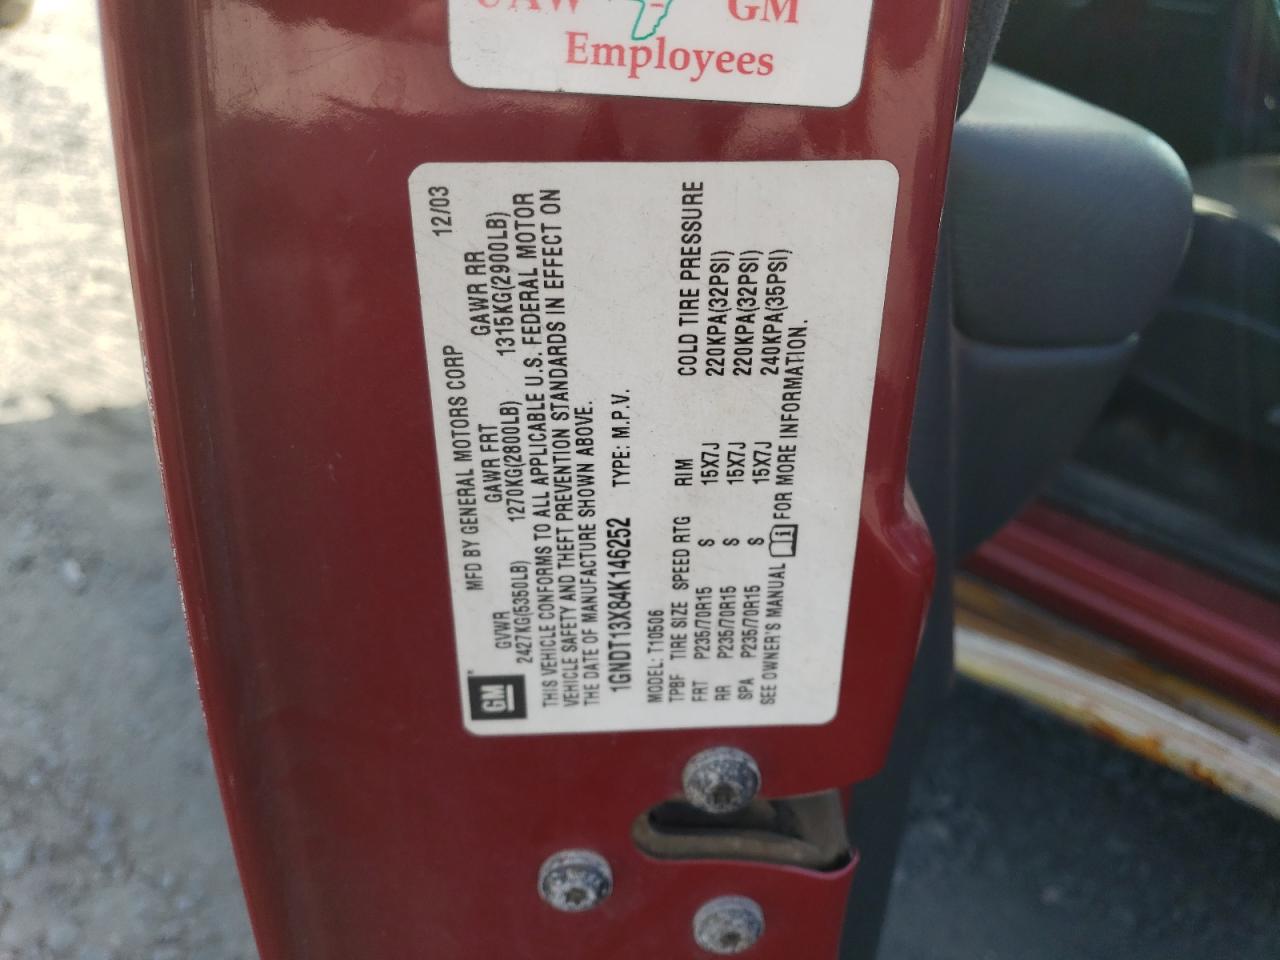 UAW - GM
Employees
MFD BY GENERAL MOTORS CORP 12/03
GVWR GAWR FRT GAWR RR
2427KG(5350LB) 1270KG(2800LB) 1315KG(2900LB)
THIS VEHICLE CONFORMS TO ALL APPLICABLE U.S. FEDERAL MOTOR
VEHICLE SAFETY AND THEFT PREVENTION STANDARDS IN EFFECT ON
THE DATE OF MANUFACTURE SHOWN ABOVE.
GM
1GNDT13X84K146252 TYPE: M.P.V.
MODEL: T10506
TPBF TIRE SIZE SPEED RTG RIM COLD TIRE PRESSURE
FRT P235/70R15 S 15X7J 220KPA(32PSI)
RR P235/70R15 S 15X7J 220KPA(32PSI)
SPA P235/70R15 S 15X7J 240KPA(35PSI)
SEE OWNER'S MANUAL FOR MORE INFORMATION.